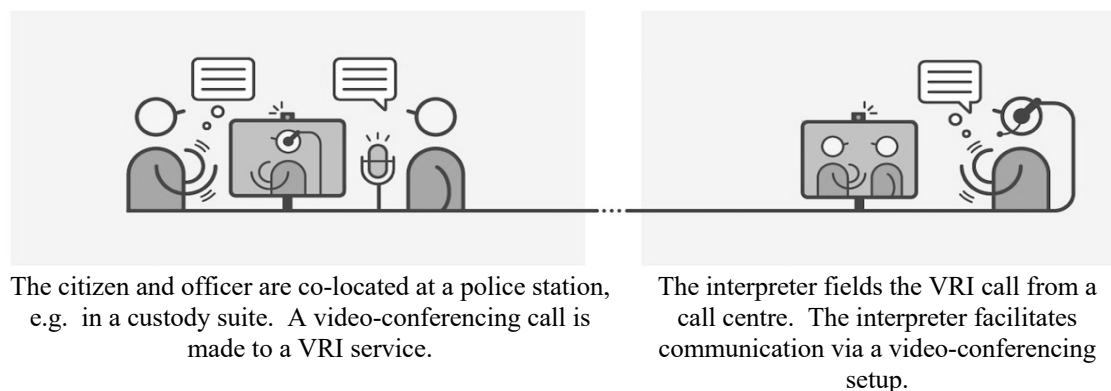 The citizen and officer are co-located at a police station,
e.g. in a custody suite. A video-conferencing call is
made to a VRI service.
The interpreter fields the VRI call from a
call centre. The interpreter facilitates
communication via a video-conferencing
setup.